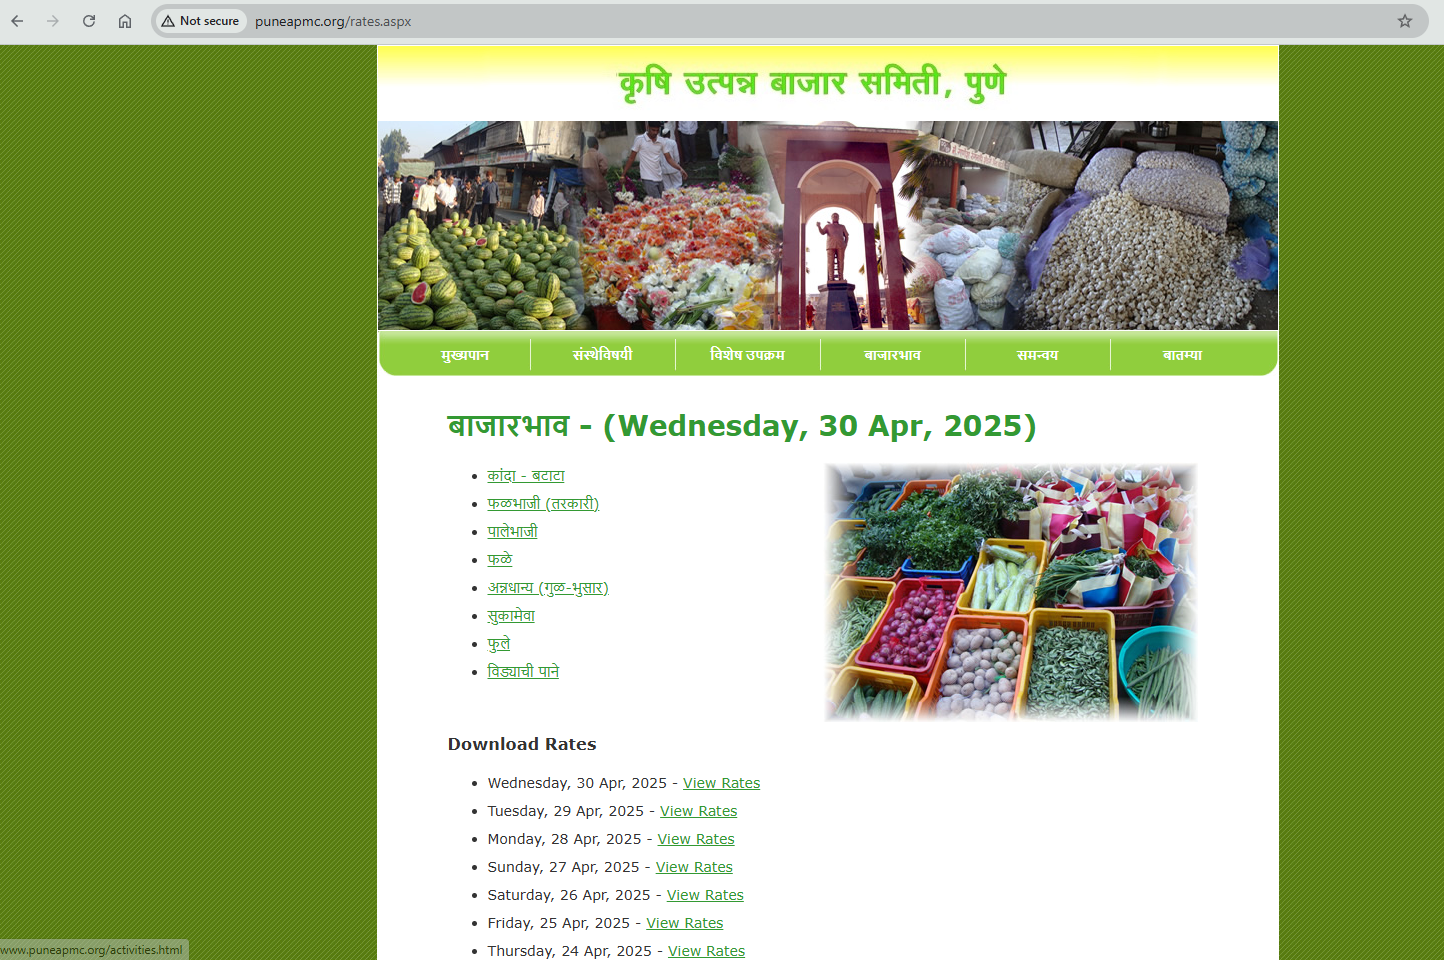 Not secure puneapmc.org/rates.aspx
कृषि उत्पन्न बाजार समिती, पुणे
मुख्यपान संस्थेविषयी विशेष उपक्रम बाजारभाव समन्वय बातम्या
बाजारभाव - (Wednesday, 30 Apr, 2025)
कांदा - बटाटा
फळभाजी (तरकारी)
पालेभाजी
फळे
अन्नधान्य (गुळ-भुसार)
सुकामेवा
फुले
विड्याची पाने
Download Rates
Wednesday, 30 Apr, 2025 - View Rates
Tuesday, 29 Apr, 2025 - View Rates
Monday, 28 Apr, 2025 - View Rates
Sunday, 27 Apr, 2025 - View Rates
Saturday, 26 Apr, 2025 - View Rates
Friday, 25 Apr, 2025 - View Rates
Thursday, 24 Apr, 2025 - View Rates
www.puneapmc.org/activities.html